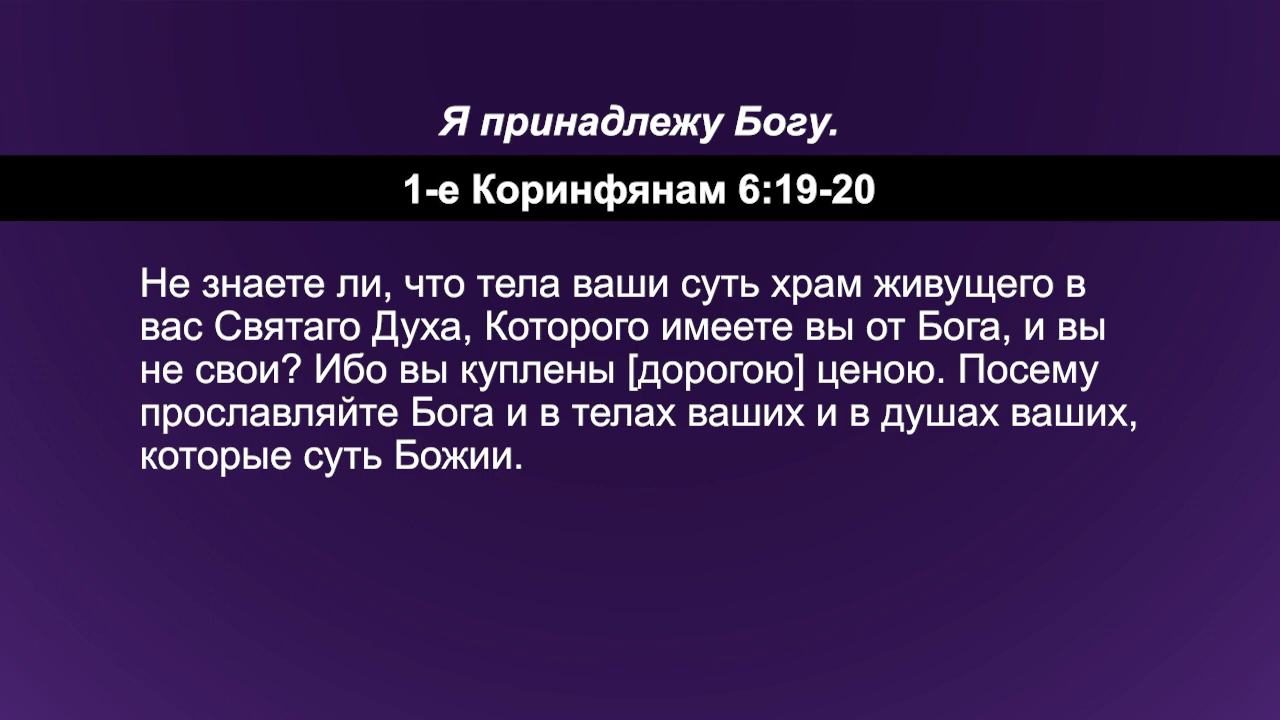 Я принадлежу Богу.
1-е Коринфянам 6:19-20
Не знаете ли, что тела ваши суть храм живущего в
вас Святаго Духа, Которого имеете вы от Бога, и вы
не свои? Ибо вы куплены [дорогою] ценою. Посему
прославляйте Бога и в телах ваших и в душах ваших,
которые суть Божии.